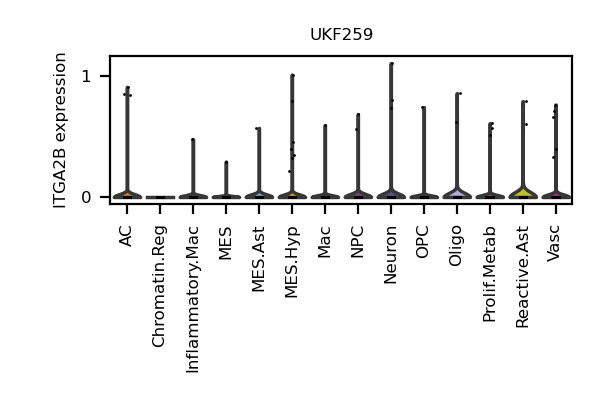 UKF259
ITGA2B expression
1
0
AC
Chromatin.Reg
Inflammatory.Mac
MES
MES.Ast
MES.Hyp
Mac
NPC
Neuron
OPC
Oligo
Prolif.Metab
Reactive.Ast
Vasc